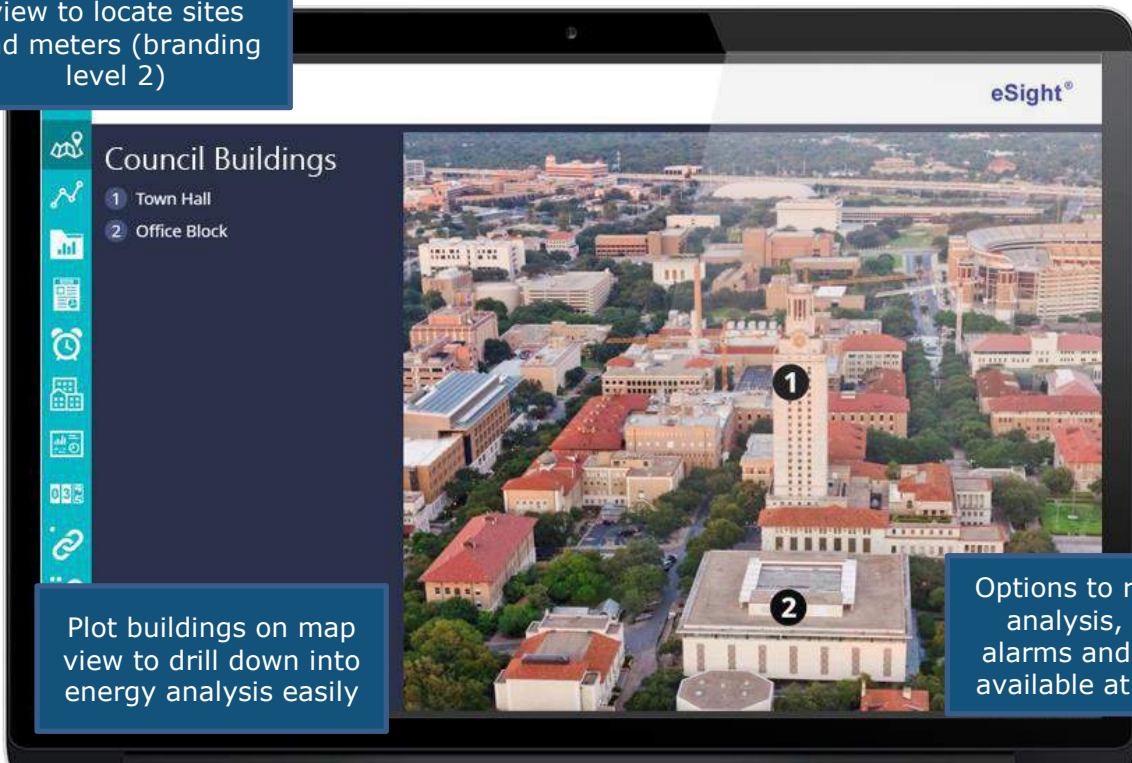 view to locate sites
meters (branding
level 2)
eSight®
Council Buildings
1 Town Hall
2 Office Block
1
2
Plot buildings on map
view to drill down into
energy analysis easily
Options to
analysis,
alarms and
available at